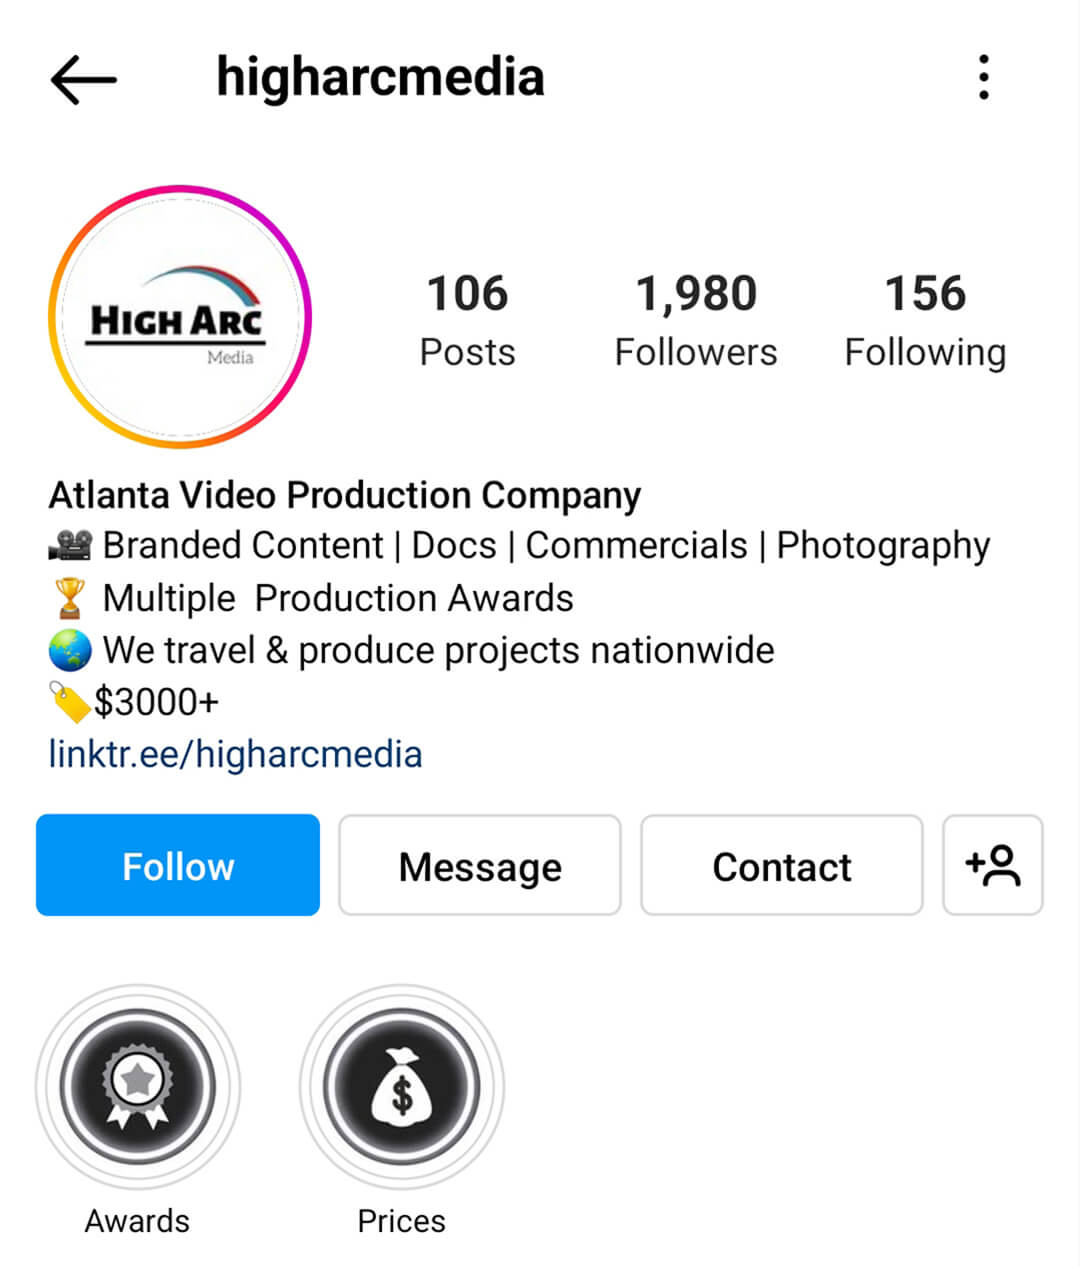 higharcmedia
HIGH ARC
Media
106
Posts
1,980
Followers
156
Following
Atlanta Video Production Company
🎥 Branded Content | Docs | Commercials | Photography
🏆 Multiple Production Awards
🌏 We travel & produce projects nationwide
🏷️$3000+
linktr.ee/higharcmedia
Follow
Message
Contact
$
Awards
Prices